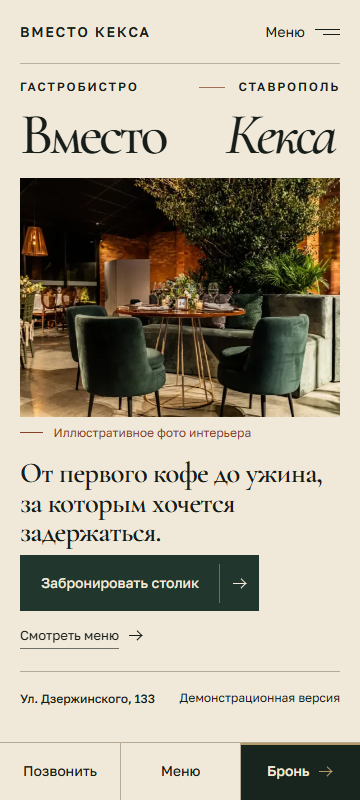 ВМЕСТО КЕКСА
Меню
ГАСТРОБИСТРО — СТАВРОПОЛЬ
Вместо Кекса
Иллюстративное фото интерьера
От первого кофе до ужина,
за которым хочется
задержаться.
Забронировать столик →
Смотреть меню →
Ул. Дзержинского, 133
Демонстрационная версия
Позвонить
Меню
Бронь →